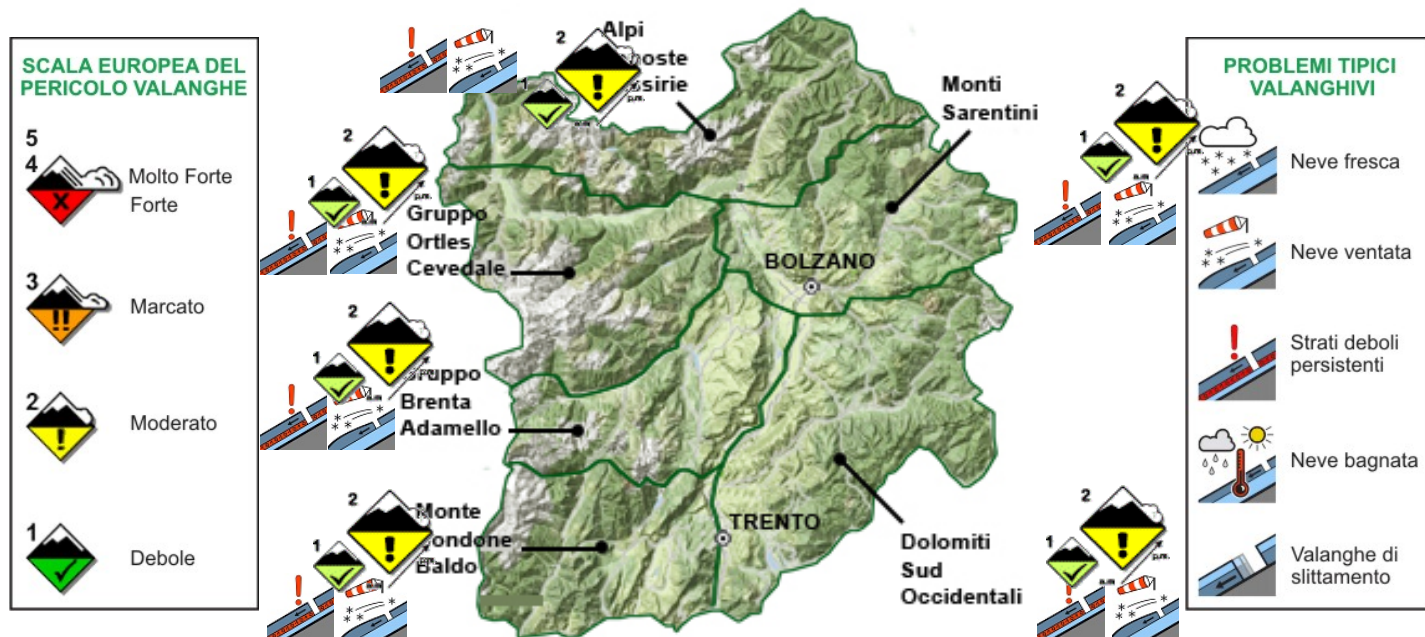 SCALA EUROPEA DEL
PERICOLO VALANGHE
5
4
Molto Forte
Forte
3
Marcato
2
Moderato
1
Debole
2
1
a.m
p.m.
Alpi
2
1
a.m
p.m.
Gruppo
Ortles
Cevedale
2
1
a.m
Brenta
Adamello
2
1
a.m
p.m.
Monte
Baldo
BOLZANO
TRENTO
Monti
Sarentini
2
1
a.m
p.m.
Dolomiti
Sud
Occidentali
2
1
a.m
p.m.
PROBLEMI TIPICI
VALANGHIVI
Neve fresca
Neve ventata
Strati deboli
persistenti
Neve bagnata
Valanghe di
slittamento